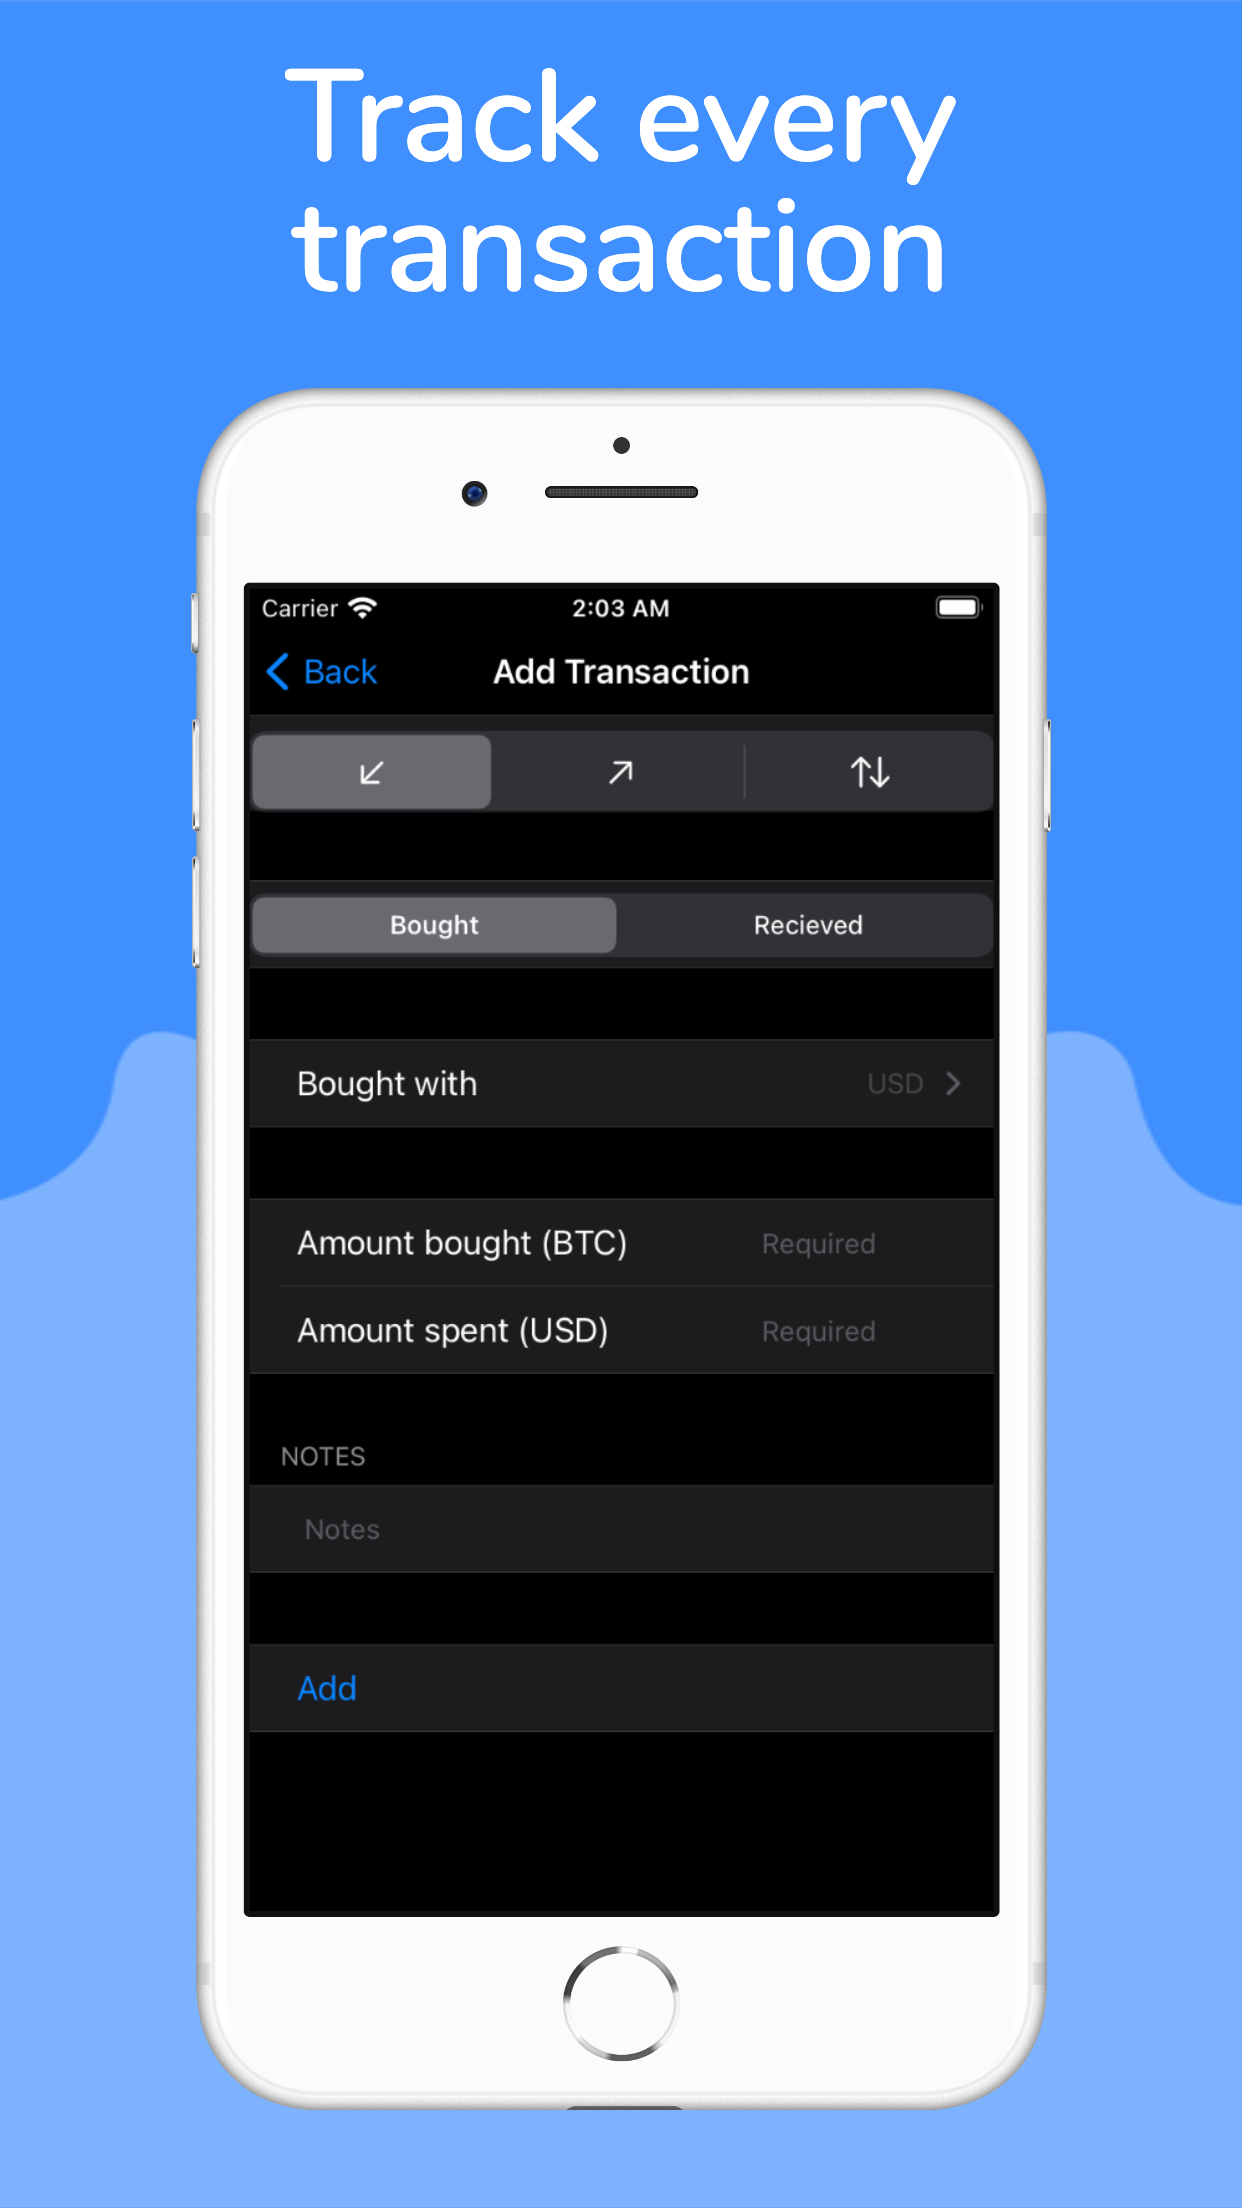 Track every
transaction
Carrier 2:03 AM
Back Add Transaction
Bought Recieved
Bought with USD
Amount bought (BTC) Required
Amount spent (USD) Required
NOTES
Notes
Add